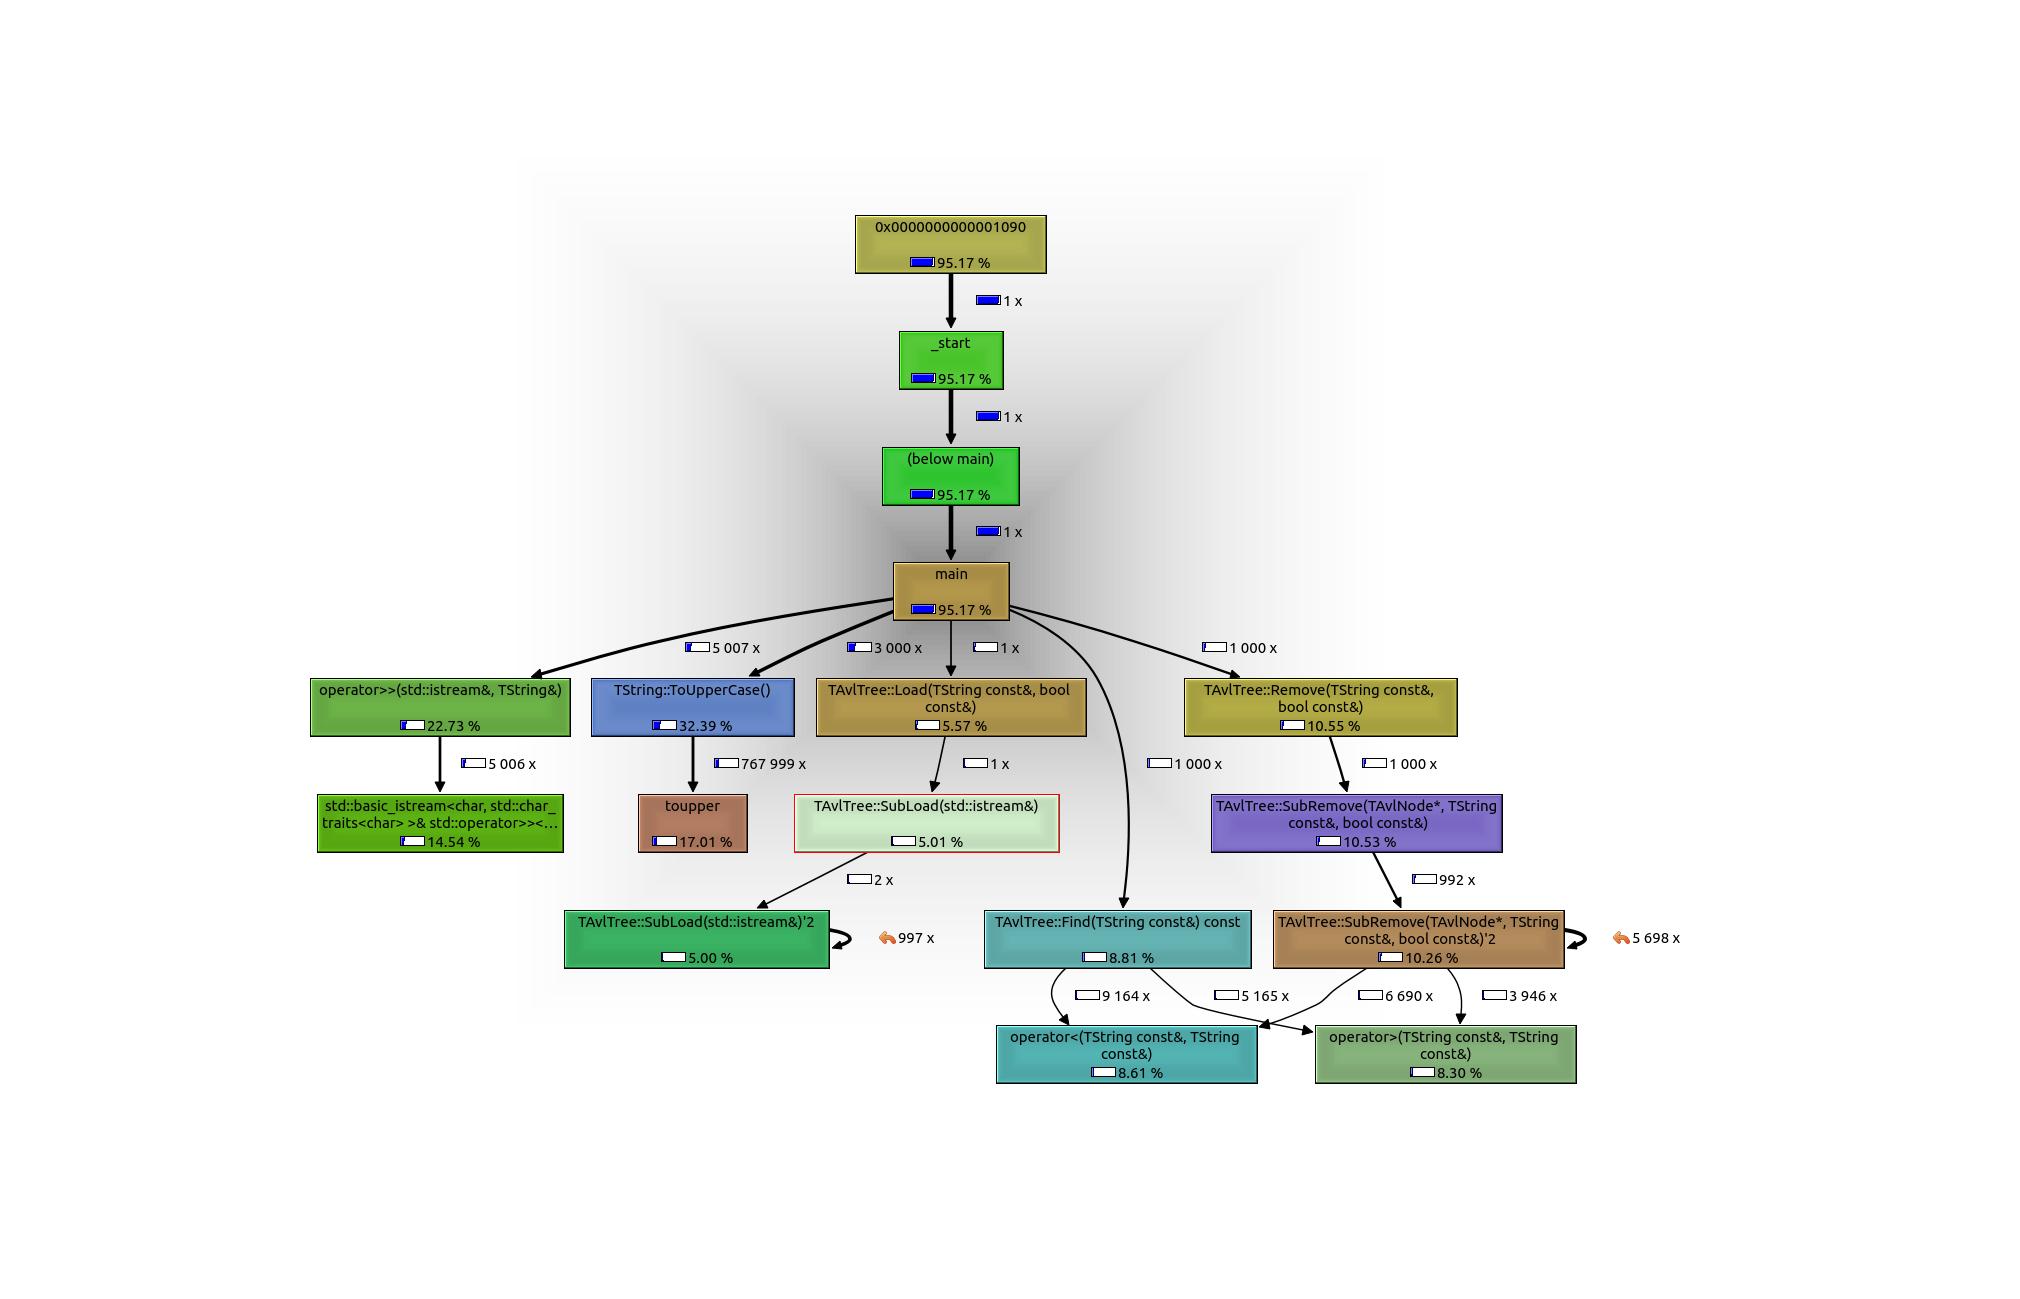 0x0000000000001090
95.17 %
1 x
_start
95.17 %
1 x
(below main)
95.17 %
1 x
main
95.17 %
5 007 x
3 000 x
1 x
1 000 x
operator>>(std::istream&, TString&)
22.73 %
TString::ToUpperCase()
32.39 %
TAvlTree::Load(TString const&, bool
const&)
5.57 %
TAvlTree::Remove(TString const&,
bool const&)
10.55 %
5 006 x
767 999 x
1 x
1 000 x
1 000 x
std::basic_istream<char, std::char_
traits<char> >& std::operator>><...
14.54 %
toupper
17.01 %
TAvlTree::SubLoad(std::istream&)
5.01 %
TAvlTree::SubRemove(TAvlNode*, TString
const&, bool const&)
10.53 %
2 x
992 x
TAvlTree::SubLoad(std::istream&)'2
5.00 %
997 x
TAvlTree::Find(TString const&) const
8.81 %
TAvlTree::SubRemove(TAvlNode*, TString
const&, bool const&)'2
10.26 %
5 698 x
9 164 x
5 165 x
6 690 x
3 946 x
operator<(TString const&, TString
const&)
8.61 %
operator>(TString const&, TString
const&)
8.30 %